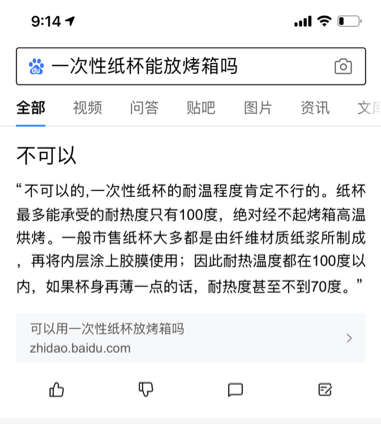 9:14
一次性纸杯能放烤箱吗
全部 视频 问答 贴吧 图片 资讯 文
不可以
“不可以的,一次性纸杯的耐温程度肯定不行的。纸杯
最多能承受的耐热度只有100度，绝对经不起烤箱高温
烘烤。一般市售纸杯大多都是由纤维材质纸浆所制成
，再将内层涂上胶膜使用；因此耐热温度都在100度以
内，如果杯身再薄一点的话，耐热度甚至不到70度。”
可以用一次性纸杯放烤箱吗
zhidao.baidu.com